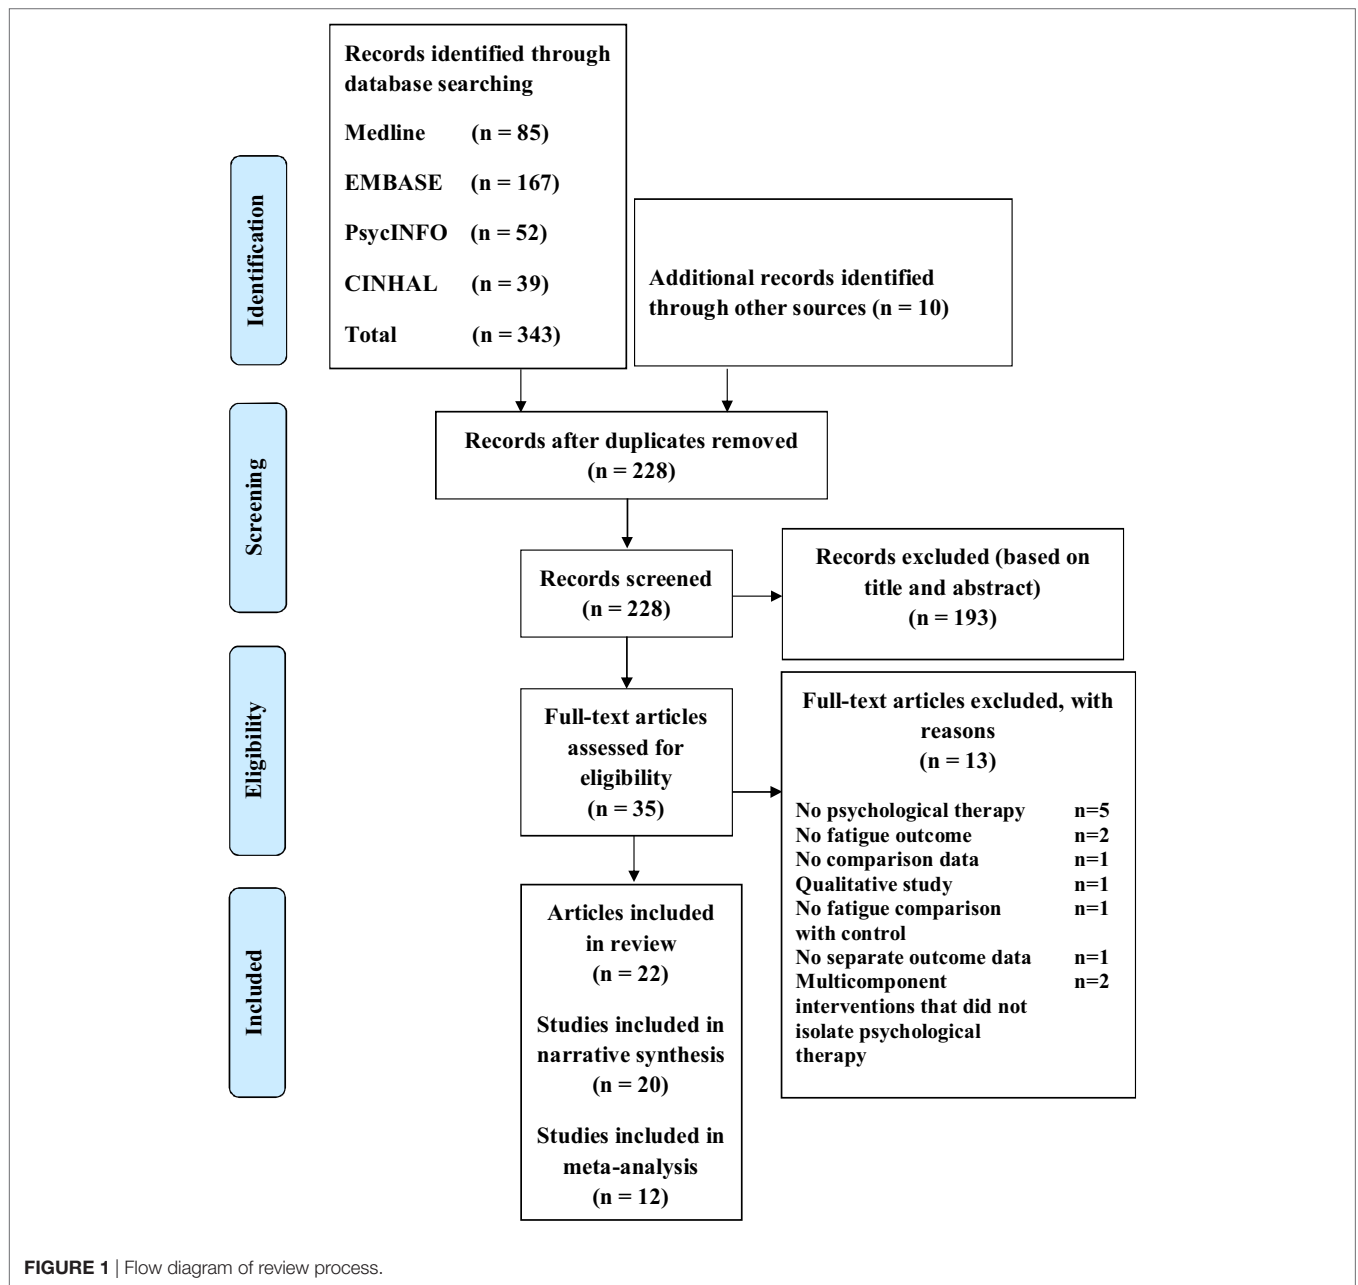 Records identified through
database searching
Medline (n = 85)
EMBASE (n = 167)
PsycINFO (n = 52)
CINHAL (n = 39)
Total (n = 343)
Additional records identified
through other sources (n = 10)
Identification
Records after duplicates removed
(n = 228)
Screening
Records screened
(n = 228)
Records excluded (based on
title and abstract)
(n = 193)
Eligibility
Full-text articles
assessed for
eligibility
(n = 35)
Full-text articles excluded, with
reasons
(n = 13)
No psychological therapy n=5
No fatigue outcome n=2
No comparison data n=1
Qualitative study n=1
No fatigue comparison n=1
with control
No separate outcome data n=1
Multicomponent n=2
interventions that did not
isolate psychological
therapy
Included
Articles included
in review
(n = 22)
Studies included in
narrative synthesis
(n = 20)
Studies included in
meta-analysis
(n = 12)
FIGURE 1 | Flow diagram of review process.